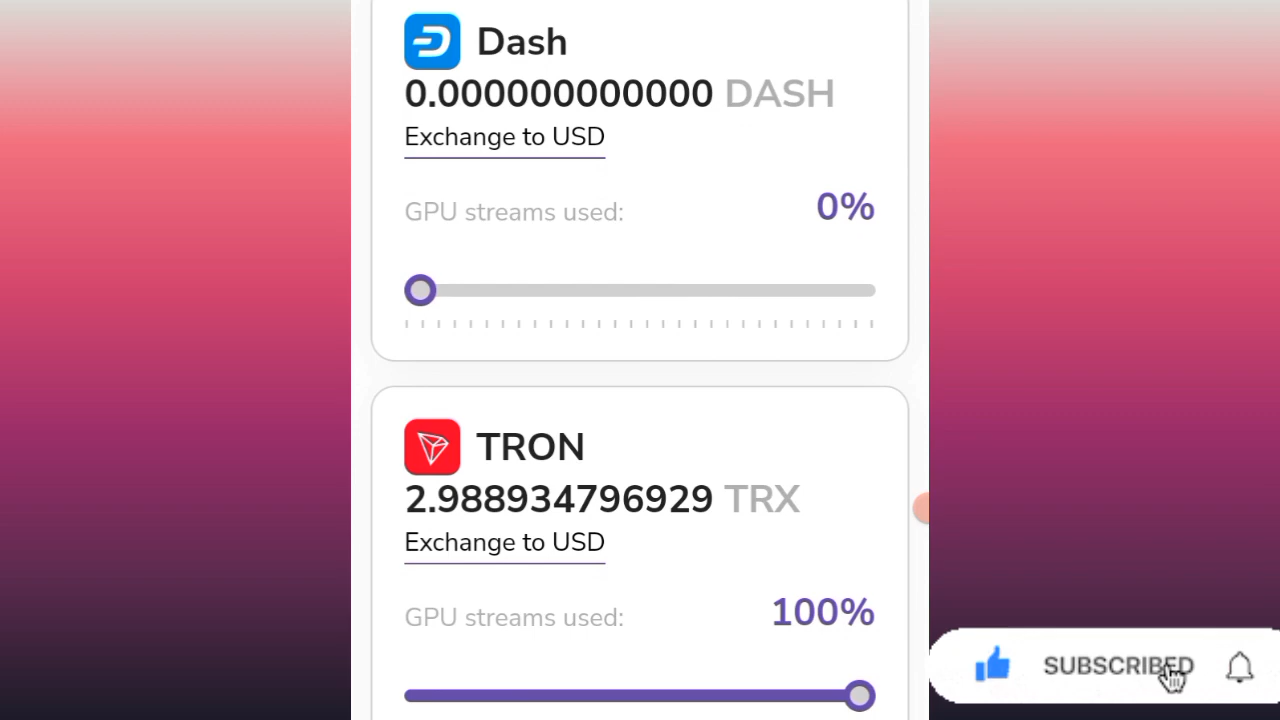 Dash
0.000000000000 DASH
Exchange to USD
GPU streams used: 0%
TRON
2.988934796929 TRX
Exchange to USD
GPU streams used: 100%
SUBSCRIBED